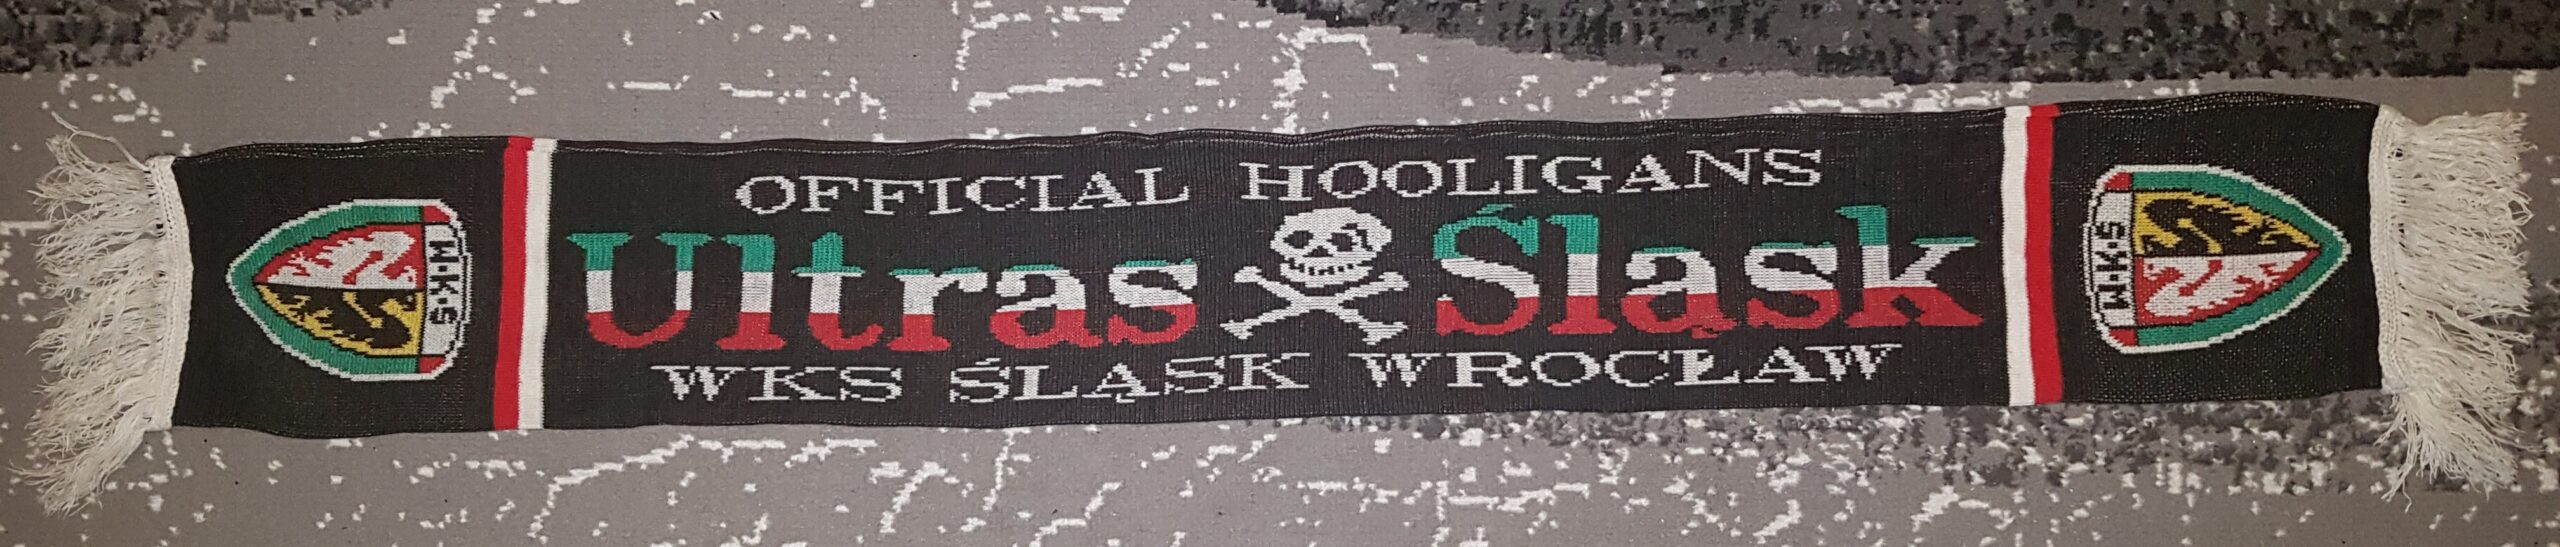 W·K·S
OFFICIAL HOOLIGANS
Ultras Śląsk
WKS ŚLĄSK WROCŁAW
W·K·S